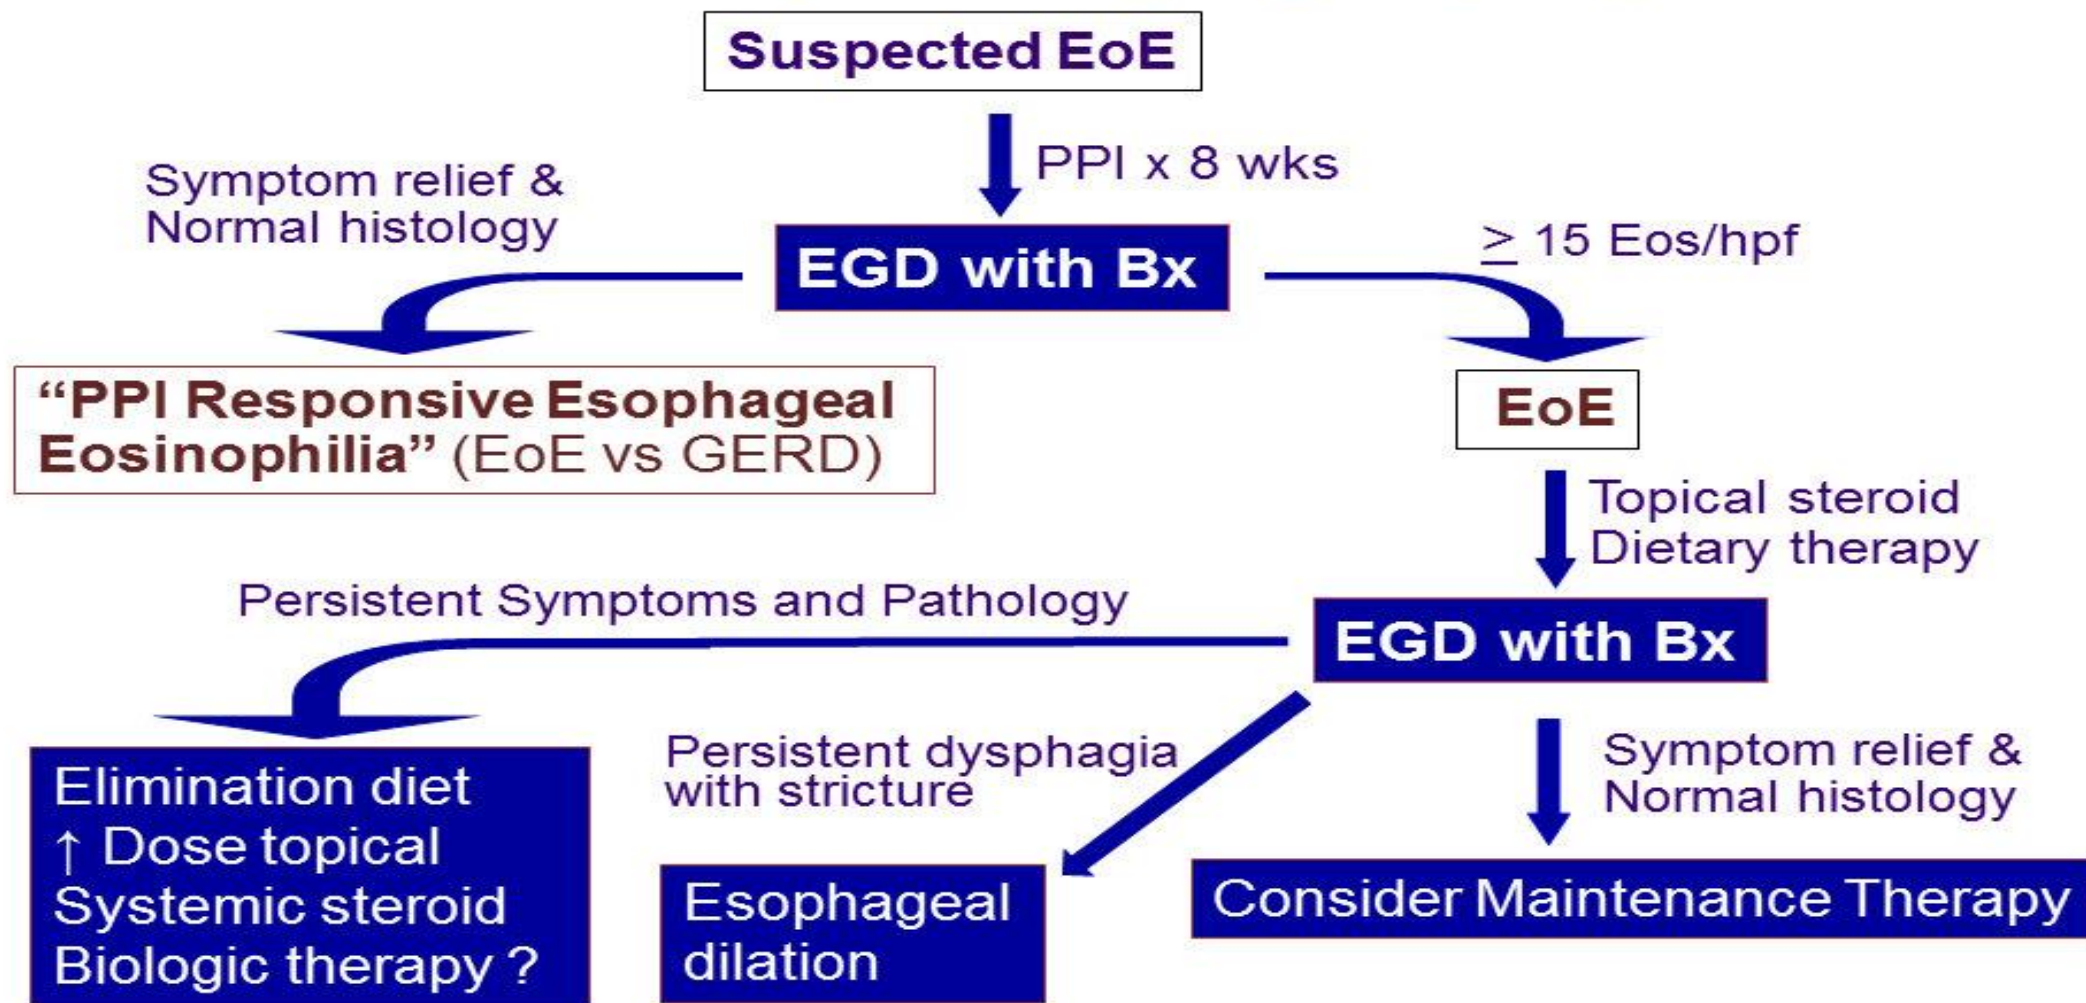 Suspected EoE
PPI x 8 wks
Symptom relief &
Normal histology
EGD with Bx
≥ 15 Eos/hpf
“PPI Responsive Esophageal
Eosinophilia” (EoE vs GERD)
EoE
Topical steroid
Dietary therapy
Persistent Symptoms and Pathology
EGD with Bx
Persistent dysphagia
with stricture
Symptom relief &
Normal histology
Elimination diet
↑ Dose topical
Systemic steroid
Biologic therapy ?
Esophageal
dilation
Consider Maintenance Therapy